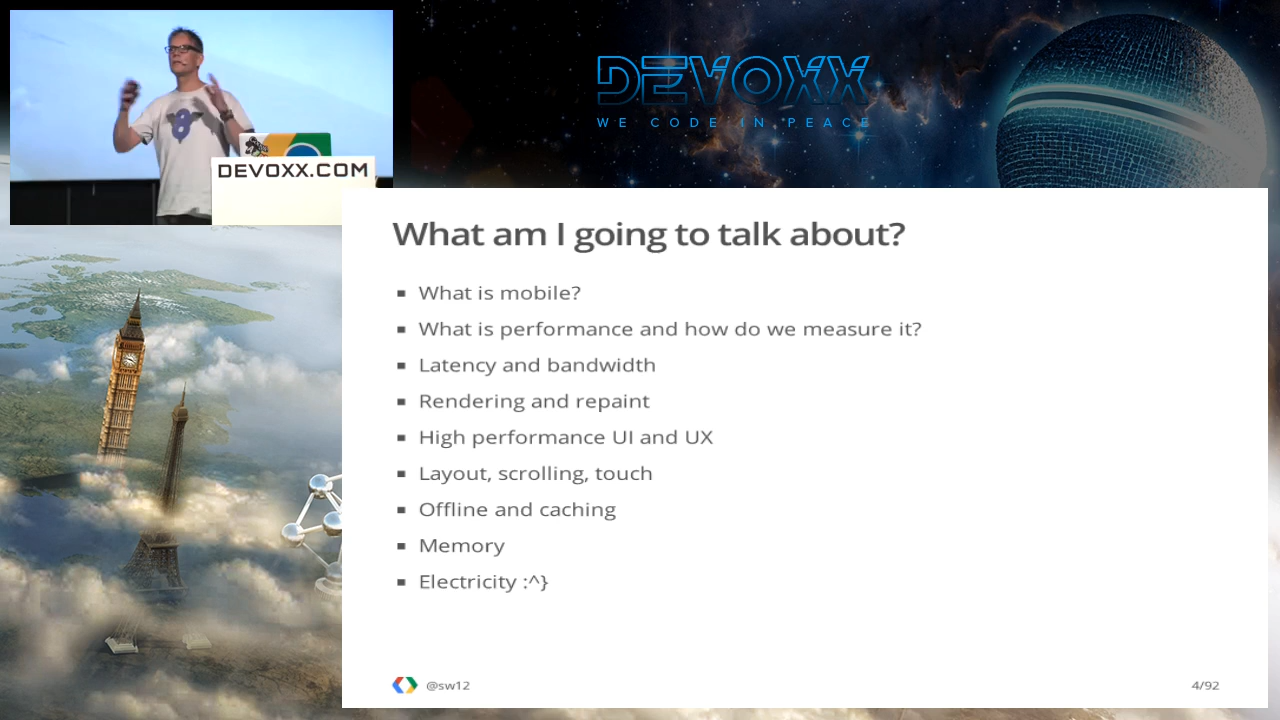 DEVOXX
WE CODE IN PEACE
DEVOXX.COM
What am I going to talk about?
▪ What is mobile?
▪ What is performance and how do we measure it?
▪ Latency and bandwidth
▪ Rendering and repaint
▪ High performance UI and UX
▪ Layout, scrolling, touch
▪ Offline and caching
▪ Memory
▪ Electricity :^}
@sw12
4/92